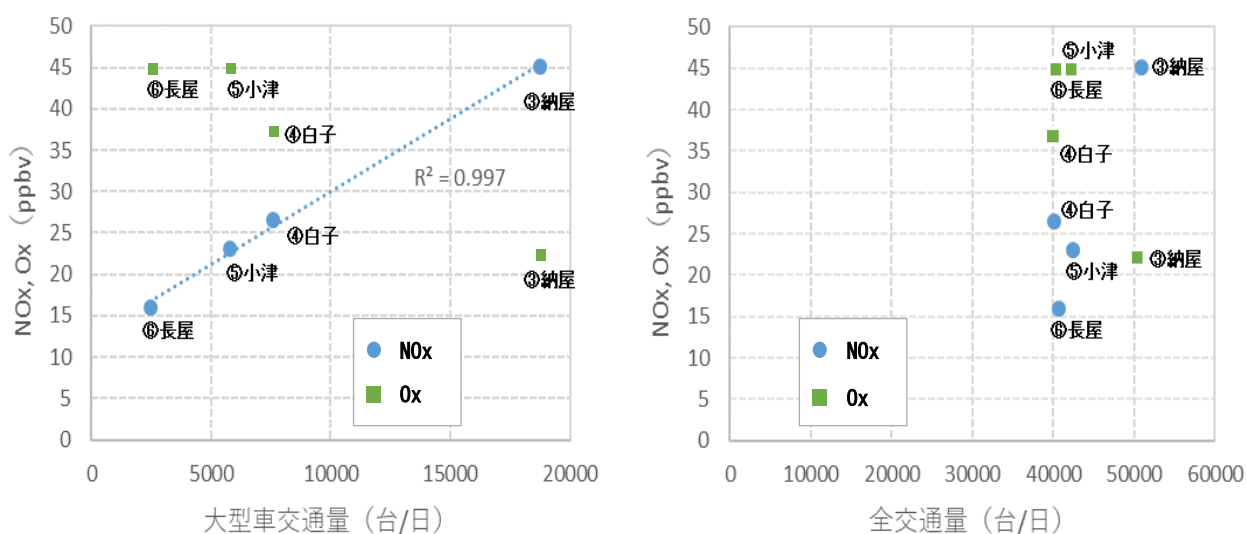 50
45
40
35
30
25
20
15
10
5
0
NOx, Ox (ppbv)
⑥長屋
⑤小津
④白子
③納屋
R² = 0.997
④白子
⑤小津
③納屋
⑥長屋
NOx
Ox
0
5000
10000
15000
20000
大型車交通量（台/日）
50
45
40
35
30
25
20
15
10
5
0
NOx, Ox (ppbv)
⑤小津
③納屋
⑥長屋
④白子
④白子
③納屋
⑤小津
⑥長屋
NOx
Ox
0
10000
20000
30000
40000
50000
60000
全交通量（台/日）